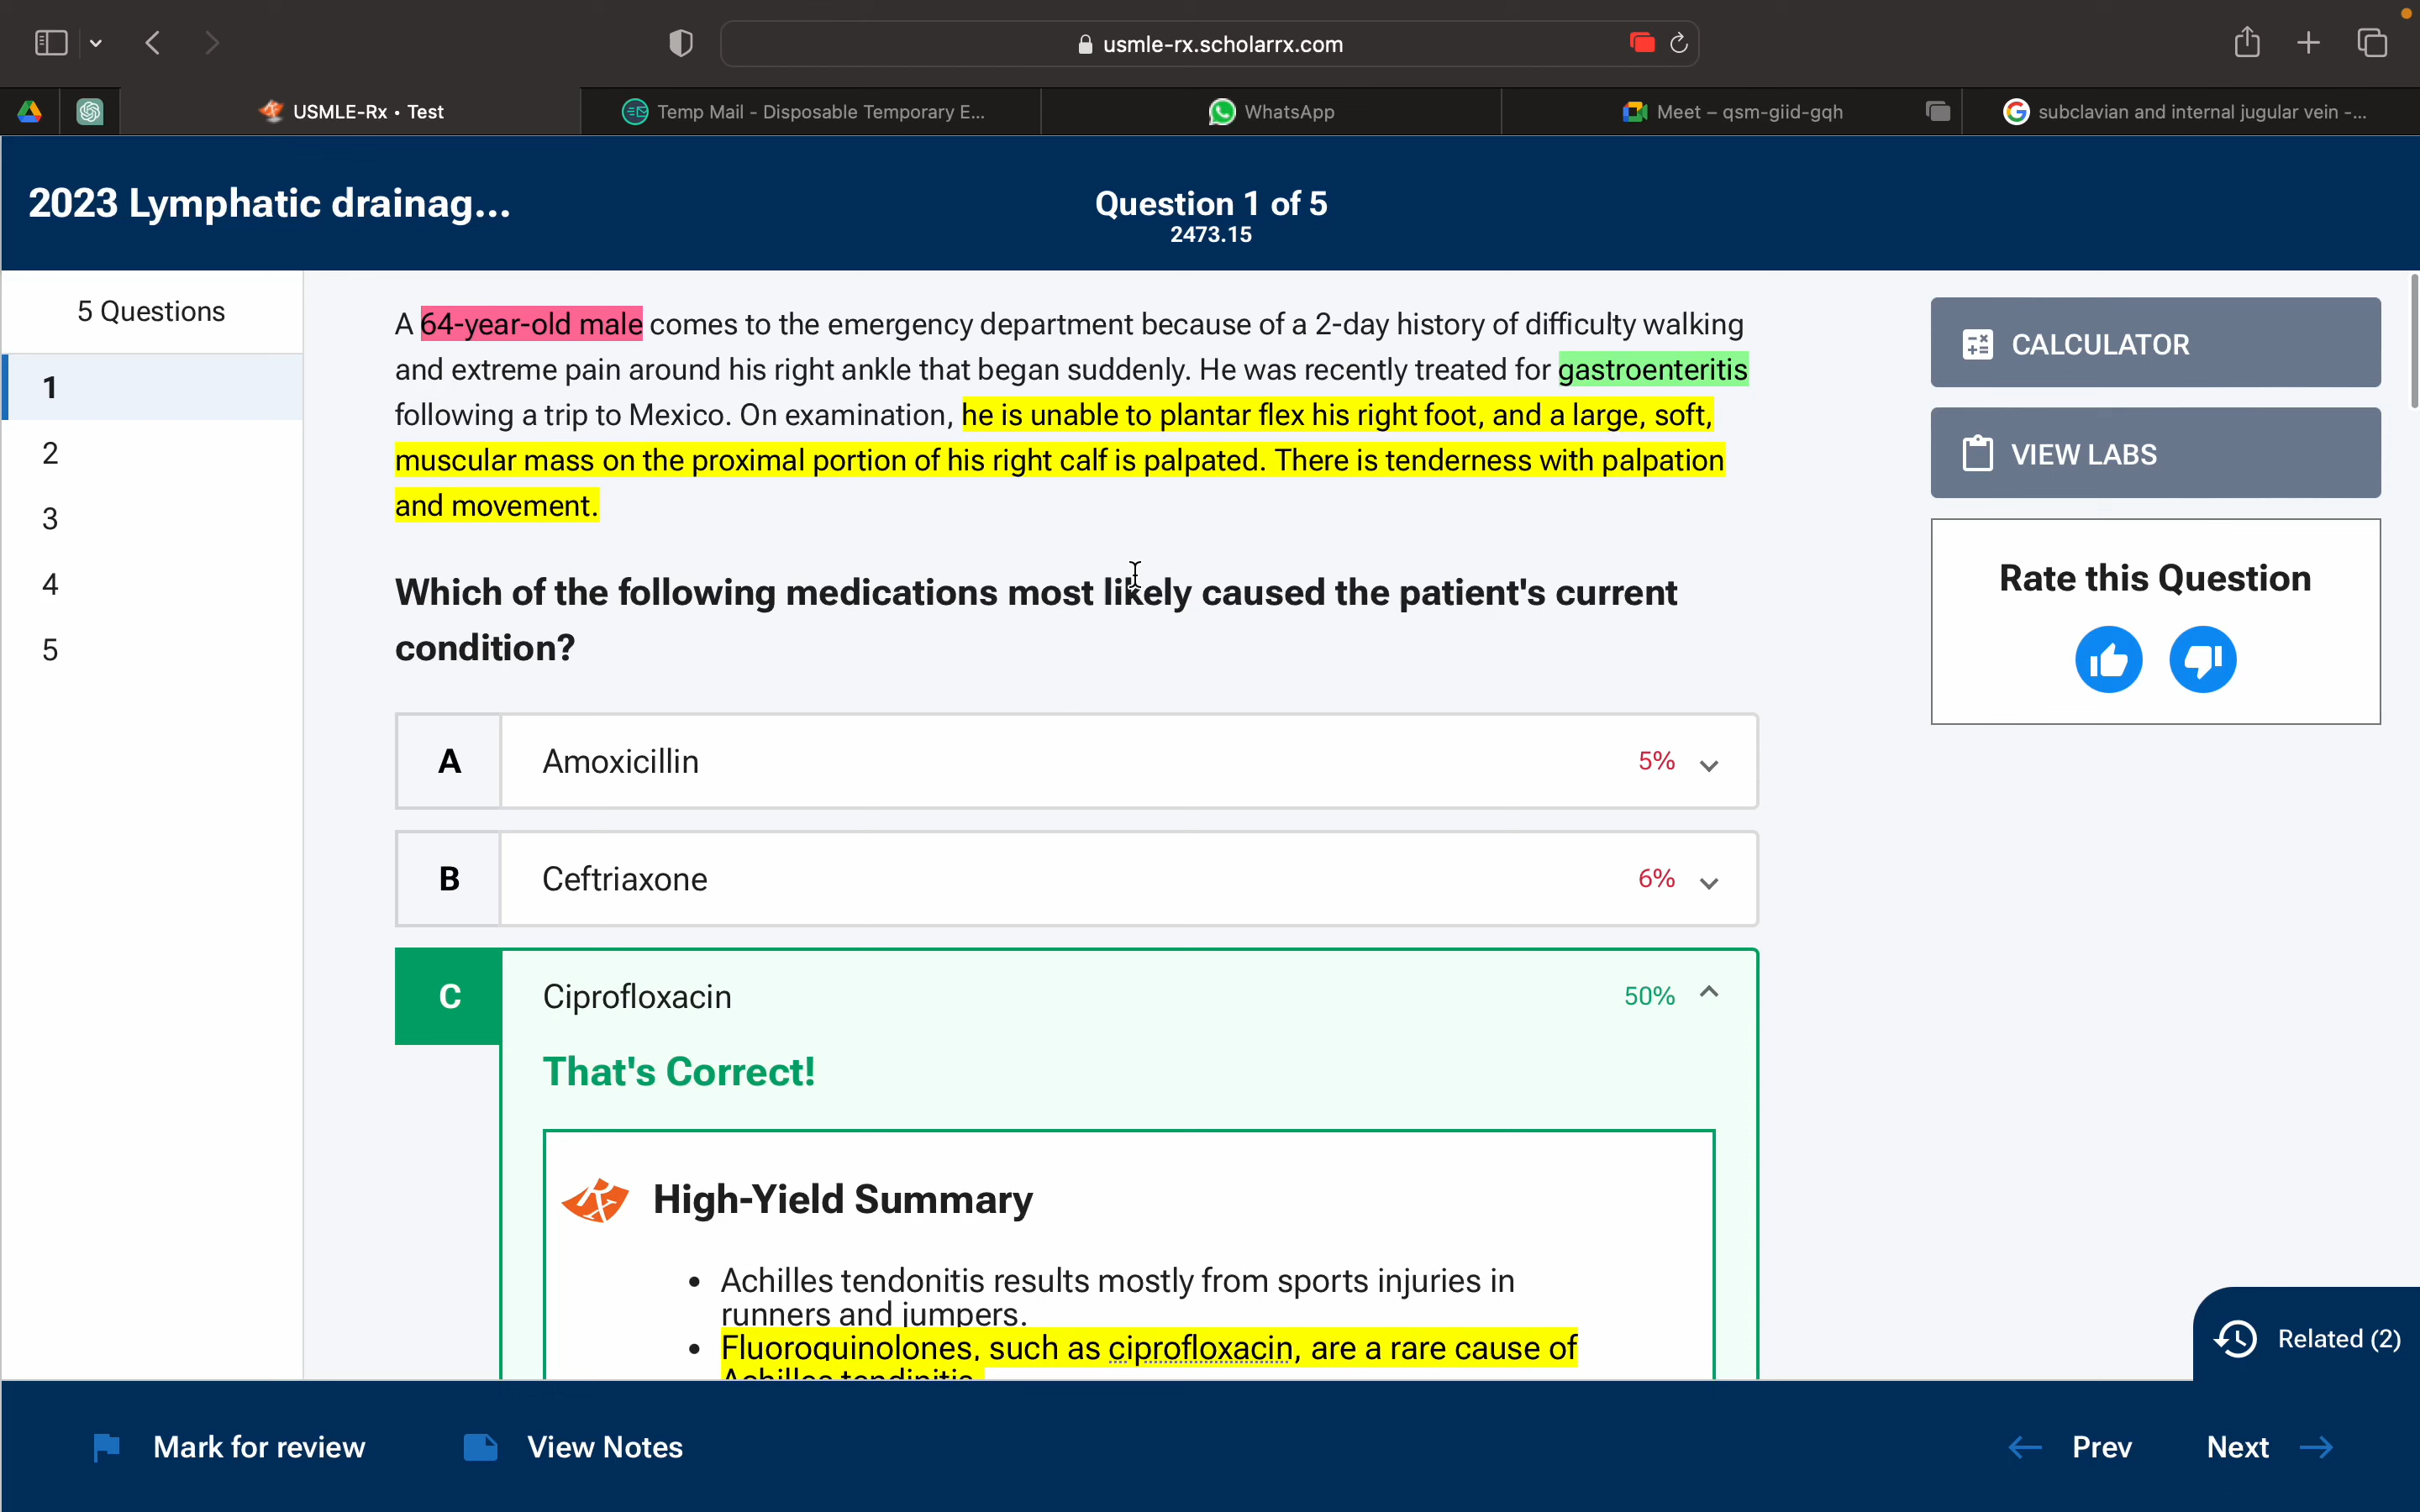 usmle-rx.scholarrx.com
USMLE-Rx • Test
Temp Mail - Disposable Temporary E...
WhatsApp
Meet – qsm-giid-gqh
subclavian and internal jugular vein -...
2023 Lymphatic drainag...
Question 1 of 5
2473.15
5 Questions
1
2
3
4
5
A 64-year-old male comes to the emergency department because of a 2-day history of difficulty walking
and extreme pain around his right ankle that began suddenly. He was recently treated for gastroenteritis
following a trip to Mexico. On examination, he is unable to plantar flex his right foot, and a large, soft,
muscular mass on the proximal portion of his right calf is palpated. There is tenderness with palpation
and movement.
Which of the following medications most likely caused the patient's current
condition?
A Amoxicillin 5%
B Ceftriaxone 6%
C Ciprofloxacin 50%
That's Correct!
High-Yield Summary
• Achilles tendonitis results mostly from sports injuries in
runners and jumpers.
• Fluoroquinolones, such as ciprofloxacin, are a rare cause of
Achilles tendinitis.
CALCULATOR
VIEW LABS
Rate this Question
Related (2)
Mark for review
View Notes
Prev
Next